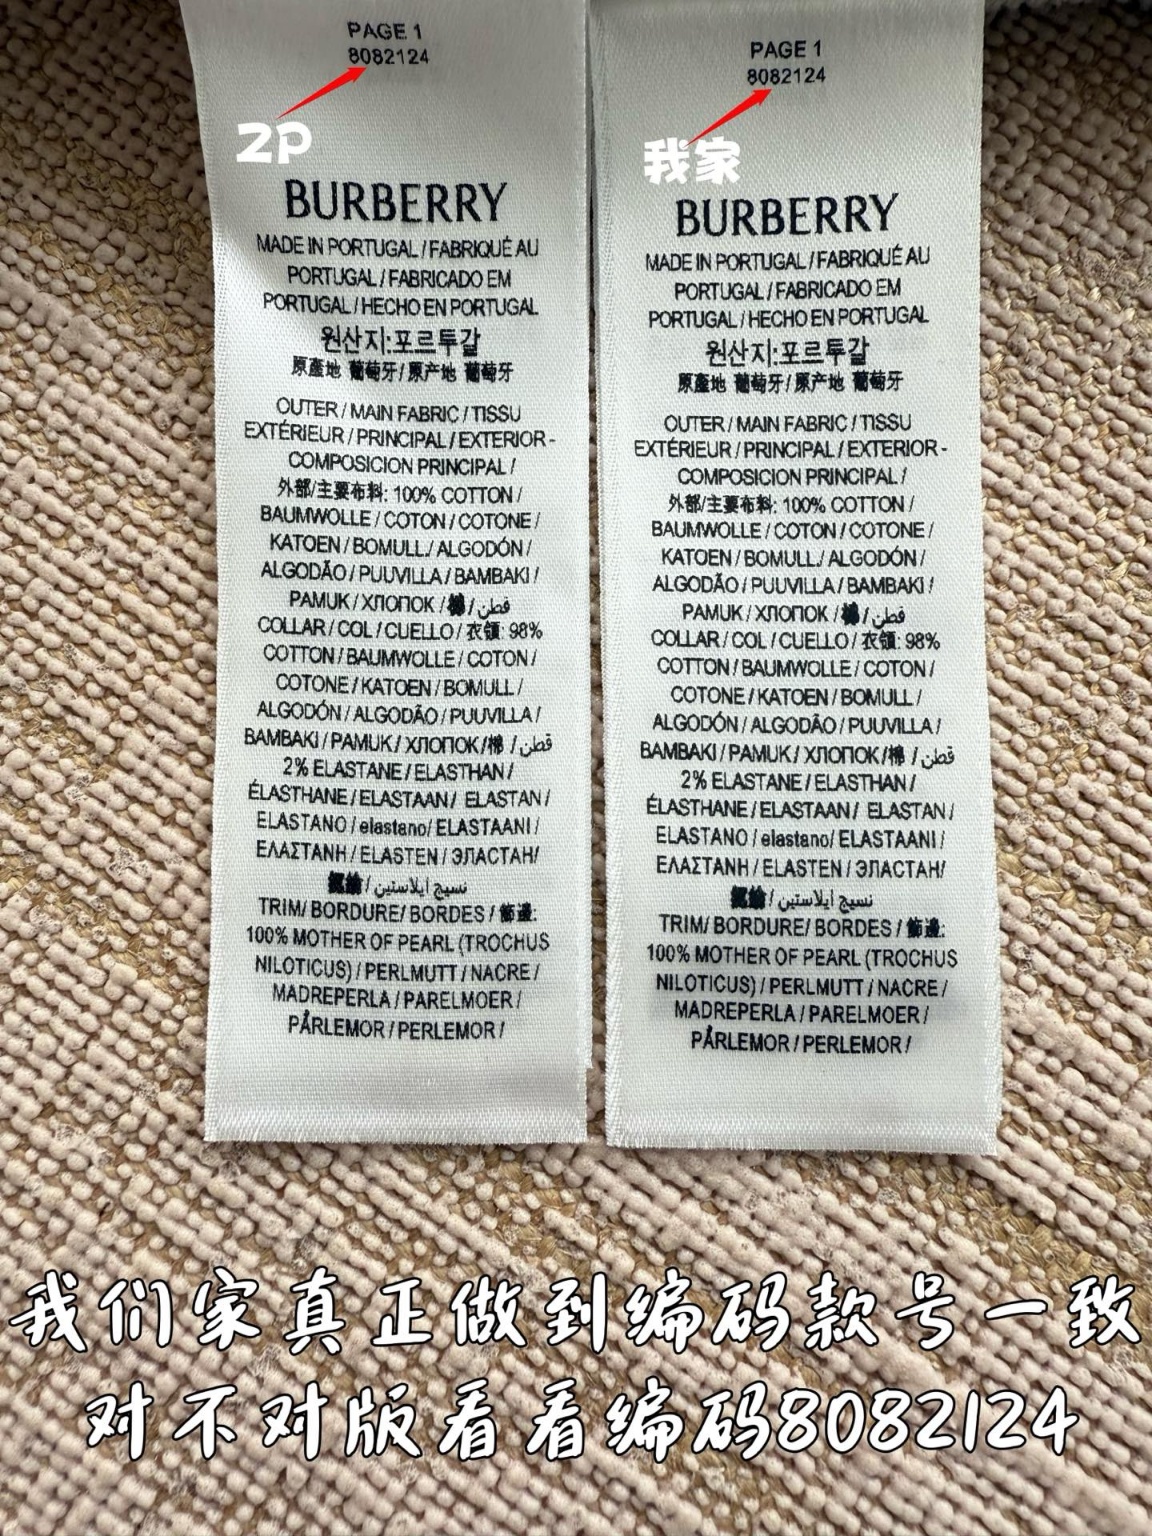 PAGE 1
8082124
2P
BURBERRY
MADE IN PORTUGAL / FABRIQUÉ AU
PORTUGAL / FABRICADO EM
PORTUGAL / HECHO EN PORTUGAL
원산지:포르투갈
原產地 葡萄牙 / 原产地 葡萄牙
OUTER / MAIN FABRIC / TISSU
EXTÉRIEUR / PRINCIPAL / EXTERIOR -
COMPOSICION PRINCIPAL /
外部/主要布料: 100% COTTON /
BAUMWOLLE / COTON / COTONE /
KATOEN / BOMULL / ALGODÓN /
ALGODÃO / PUUVILLA / BAMBAKI /
PAMUK / ХЛОПОК / 棉 / قطن
COLLAR / COL / CUELLO / 衣領: 98%
COTTON / BAUMWOLLE / COTON /
COTONE / KATOEN / BOMULL /
ALGODÓN / ALGODÃO / PUUVILLA /
BAMBAKI / PAMUK / ХЛОПОК / 棉 / قطن
2% ELASTANE / ELASTHAN /
ÉLASTHANE / ELASTAAN / ELASTAN /
ELASTANO / elastano/ ELASTAANI /
ΕΛΑΣΤΑΝΗ / ELASTEN / ЭЛАСТАН/
/ نسيج ايلاستين
TRIM/ BORDURE/ BORDES / 飾邊:
100% MOTHER OF PEARL (TROCHUS
NILOTICUS) / PERLMUTT / NACRE /
MADREPERLA / PARELMOER /
PÄRLEMOR / PERLEMOR /
PAGE 1
8082124
我家
BURBERRY
MADE IN PORTUGAL / FABRIQUÉ AU
PORTUGAL / FABRICADO EM
PORTUGAL / HECHO EN PORTUGAL
원산지:포르투갈
原產地 葡萄牙 / 原产地 葡萄牙
OUTER / MAIN FABRIC / TISSU
EXTÉRIEUR / PRINCIPAL / EXTERIOR -
COMPOSICION PRINCIPAL /
外部/主要布料: 100% COTTON /
BAUMWOLLE / COTON / COTONE /
KATOEN / BOMULL / ALGODÓN /
ALGODÃO / PUUVILLA / BAMBAKI /
PAMUK / ХЛОПОК / 棉 / قطن
COLLAR / COL / CUELLO / 衣領: 98%
COTTON / BAUMWOLLE / COTON /
COTONE / KATOEN / BOMULL /
ALGODÓN / ALGODÃO / PUUVILLA /
BAMBAKI / PAMUK / ХЛОПОК / 棉 / قطن
2% ELASTANE / ELASTHAN /
ÉLASTHANE / ELASTAAN / ELASTAN /
ELASTANO / elastano/ ELASTAANI /
ΕΛΑΣΤΑΝΗ / ELASTEN / ЭЛАСТАН/
/ نسيج ايلاستين
TRIM/ BORDURE/ BORDES / 飾邊:
100% MOTHER OF PEARL (TROCHUS
NILOTICUS) / PERLMUTT / NACRE /
MADREPERLA / PARELMOER /
PÅRLEMOR / PERLEMOR /
我们家真正做到编码款号一致
对不对版看看编码8082124